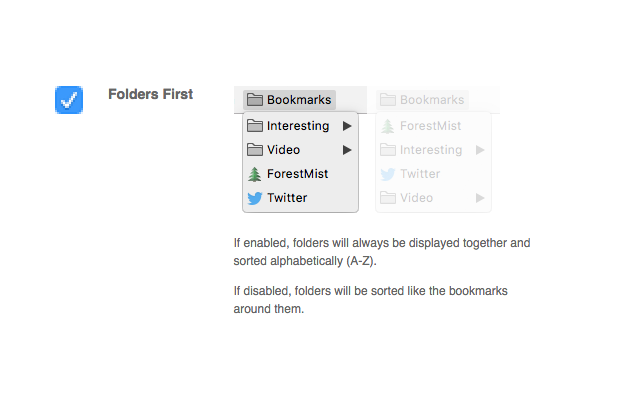 Folders First
Bookmarks
Interesting
Video
ForestMist
Twitter
Bookmarks
ForestMist
Interesting
Twitter
Video
If enabled, folders will always be displayed together and
sorted alphabetically (A-Z).
If disabled, folders will be sorted like the bookmarks
around them.